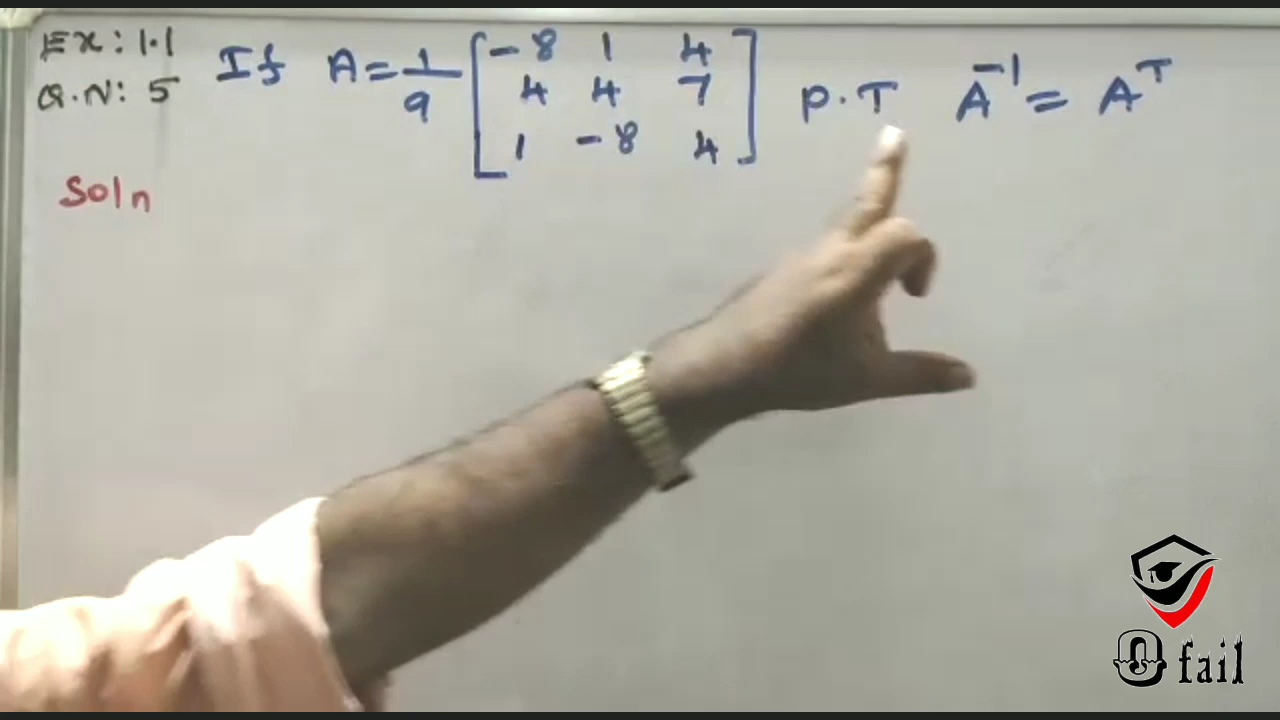 Ex: 1.1
Q.N: 5
If A = 1/9 [ -8 1 4
4 4 7
1 -8 4 ] P.T A⁻¹ = Aᵀ
Soln
0 fail